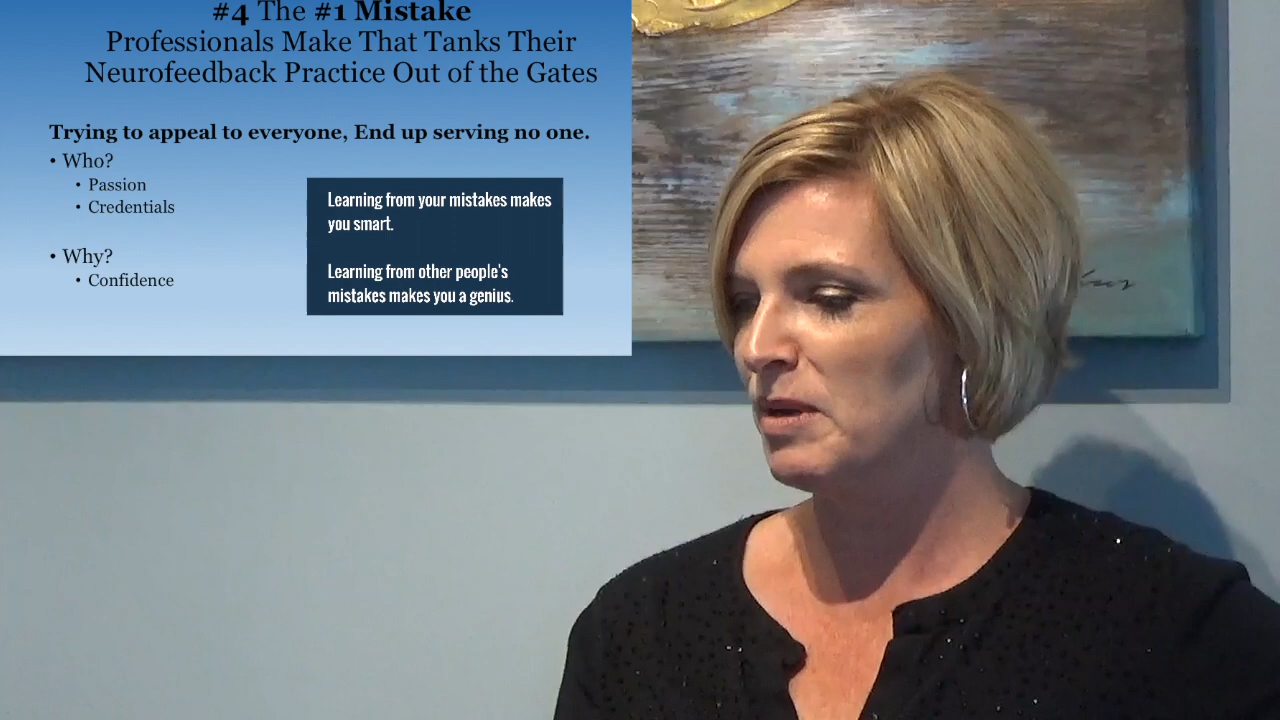 #4 The #1 Mistake
Professionals Make That Tanks Their
Neurofeedback Practice Out of the Gates
Trying to appeal to everyone, End up serving no one.
• Who?
• Passion
• Credentials
• Why?
• Confidence
Learning from your mistakes makes
you smart.
Learning from other people's
mistakes makes you a genius.